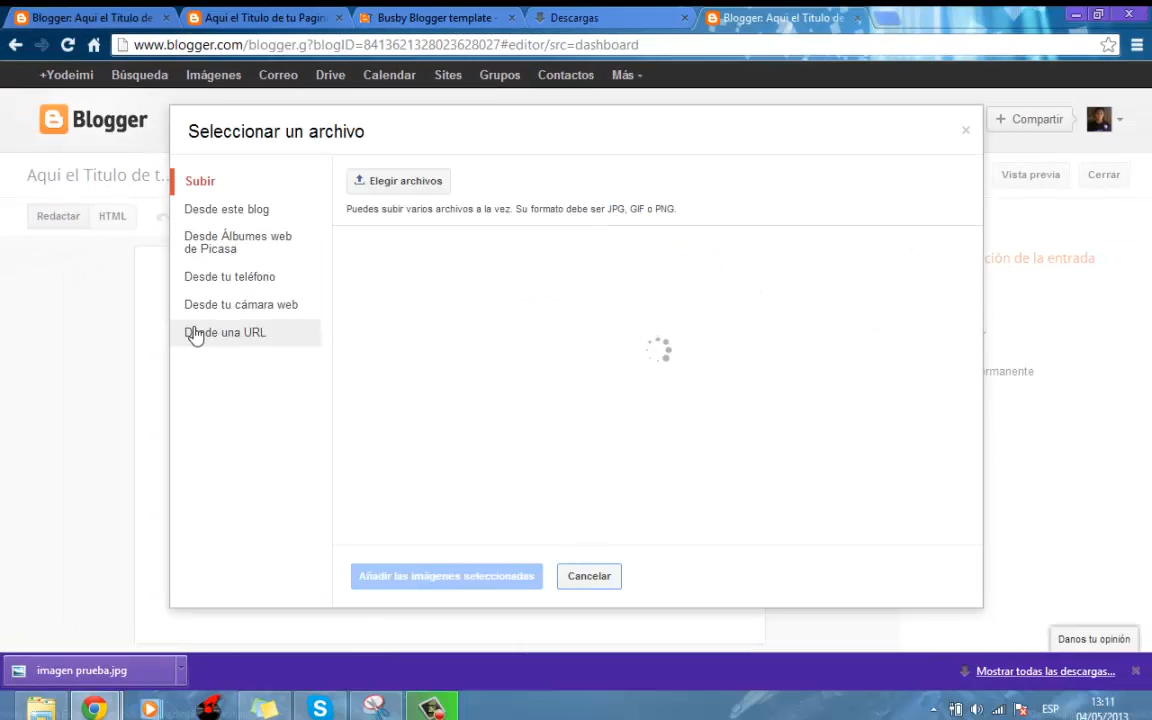 Blogger: Aqui el Titulo de
Aqui el Titulo de tu Pagin
Busby Blogger template -
Descargas
Blogger: Aqui el Titulo de
www.blogger.com/blogger.g?blogID=8413621328023628027#editor/src=dashboard
+Yodeimi Búsqueda Imágenes Correo Drive Calendar Sites Grupos Contactos Más
Blogger
Compartir
Seleccionar un archivo
Aqui el Titulo de t...
Vista previa
Cerrar
Redactar
HTML
Subir
Elegir archivos
Puedes subir varios archivos a la vez. Su formato debe ser JPG, GIF o PNG.
Desde este blog
Desde Álbumes web
de Picasa
ción de la entrada
Desde tu teléfono
Desde tu cámara web
una URL
ermanente
Añadir las imágenes seleccionadas
Cancelar
Danos tu opinión
imagen prueba.jpg
Mostrar todas las descargas...
ESP
13:11
04/05/2013